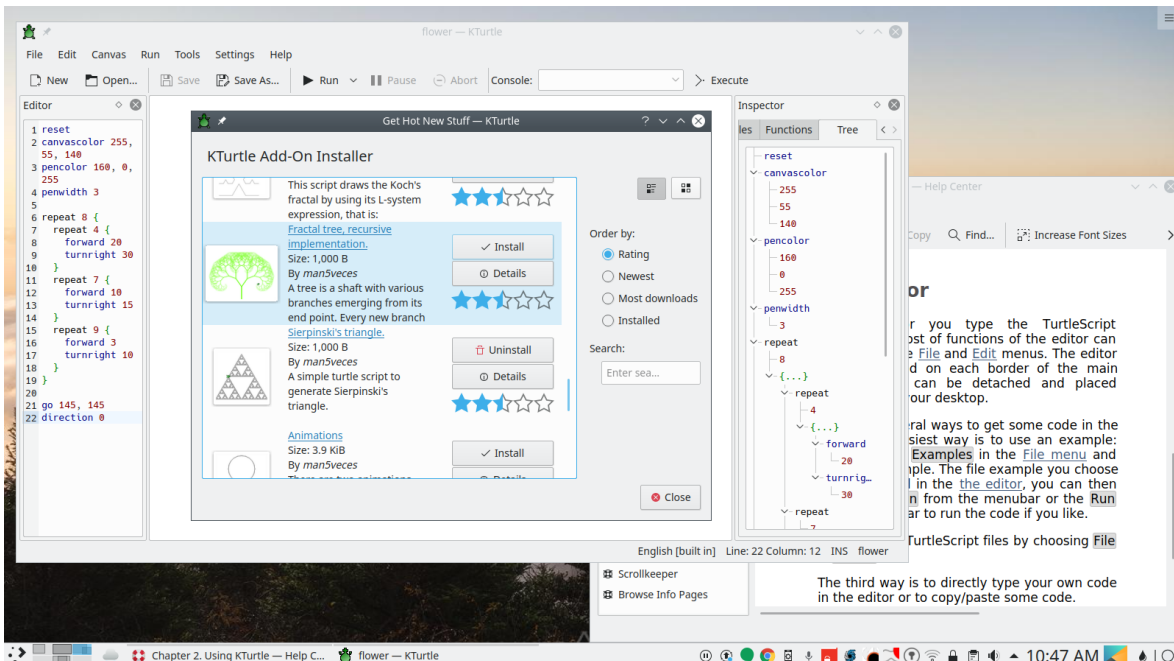 flower — KTurtle
File Edit Canvas Run Tools Settings Help
New Open... Save Save As... Run Pause Abort Console: Execute
Editor
1 reset
2 canvascolor 255,
55, 140
3 pencolor 160, 0,
255
4 penwidth 3
5
6 repeat 8 {
7 repeat 4 {
8 forward 20
9 turnright 30
10 }
11 repeat 7 {
12 forward 10
13 turnright 15
14 }
15 repeat 9 {
16 forward 3
17 turnright 10
18 }
19 }
20
21 go 145, 145
22 direction 0
Get Hot New Stuff — KTurtle
KTurtle Add-On Installer
This script draws the Koch's
fractal by using its L-system
expression, that is:
Fractal tree, recursive
implementation.
Size: 1,000 B
By man5veces
A tree is a shaft with various
branches emerging from its
end point. Every new branch
Install
Details
Sierpinski's triangle.
Size: 1,000 B
By man5veces
A simple turtle script to
generate Sierpinski's
triangle.
Uninstall
Details
Animations
Size: 3.9 KiB
By man5veces
There are two animations
Install
Details
Order by:
Rating
Newest
Most downloads
Installed
Search:
Enter sea...
Close
Inspector
les Functions Tree
reset
canvascolor
255
55
140
pencolor
160
0
255
penwidth
3
repeat
8
{...}
repeat
4
{...}
forward
20
turnrig...
30
repeat
7
English [built in] Line: 22 Column: 12 INS flower
— Help Center
Copy Find... Increase Font Sizes
or
r you type the TurtleScript
ost of functions of the editor can
e File and Edit menus. The editor
d on each border of the main
can be detached and placed
your desktop.
eral ways to get some code in the
siest way is to use an example:
Examples in the File menu and
mple. The file example you choose
l in the the editor, you can then
n from the menubar or the Run
ar to run the code if you like.
TurtleScript files by choosing File
The third way is to directly type your own code
in the editor or to copy/paste some code.
Scrollkeeper
Browse Info Pages
Chapter 2. Using KTurtle — Help C... flower — KTurtle 10:47 AM